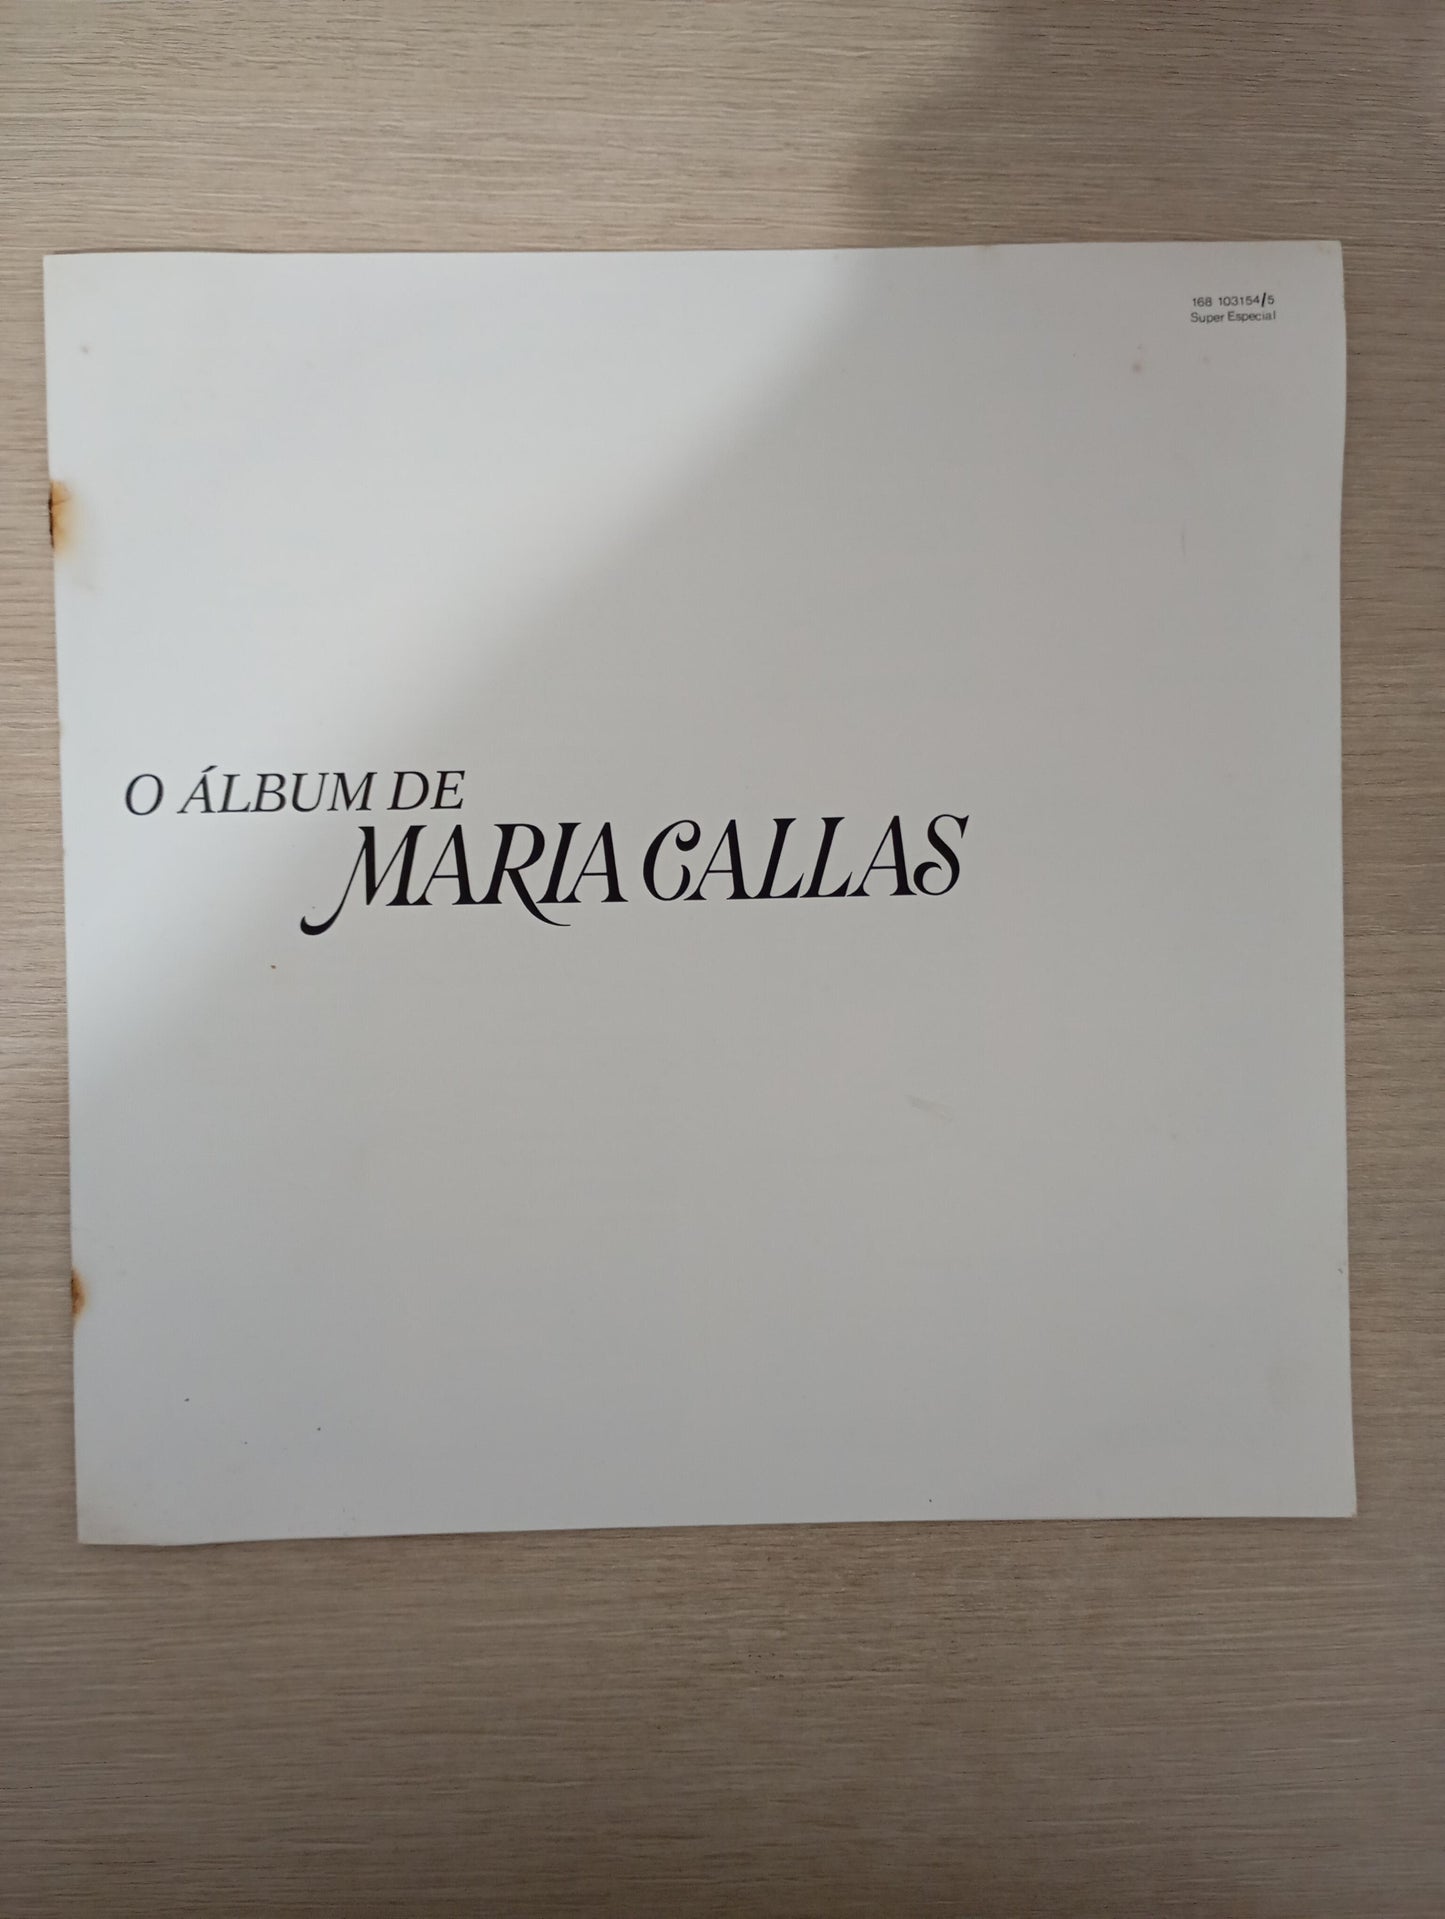 168 103154/5
Super Especial
O ÁLBUM DE
MARIA CALLAS